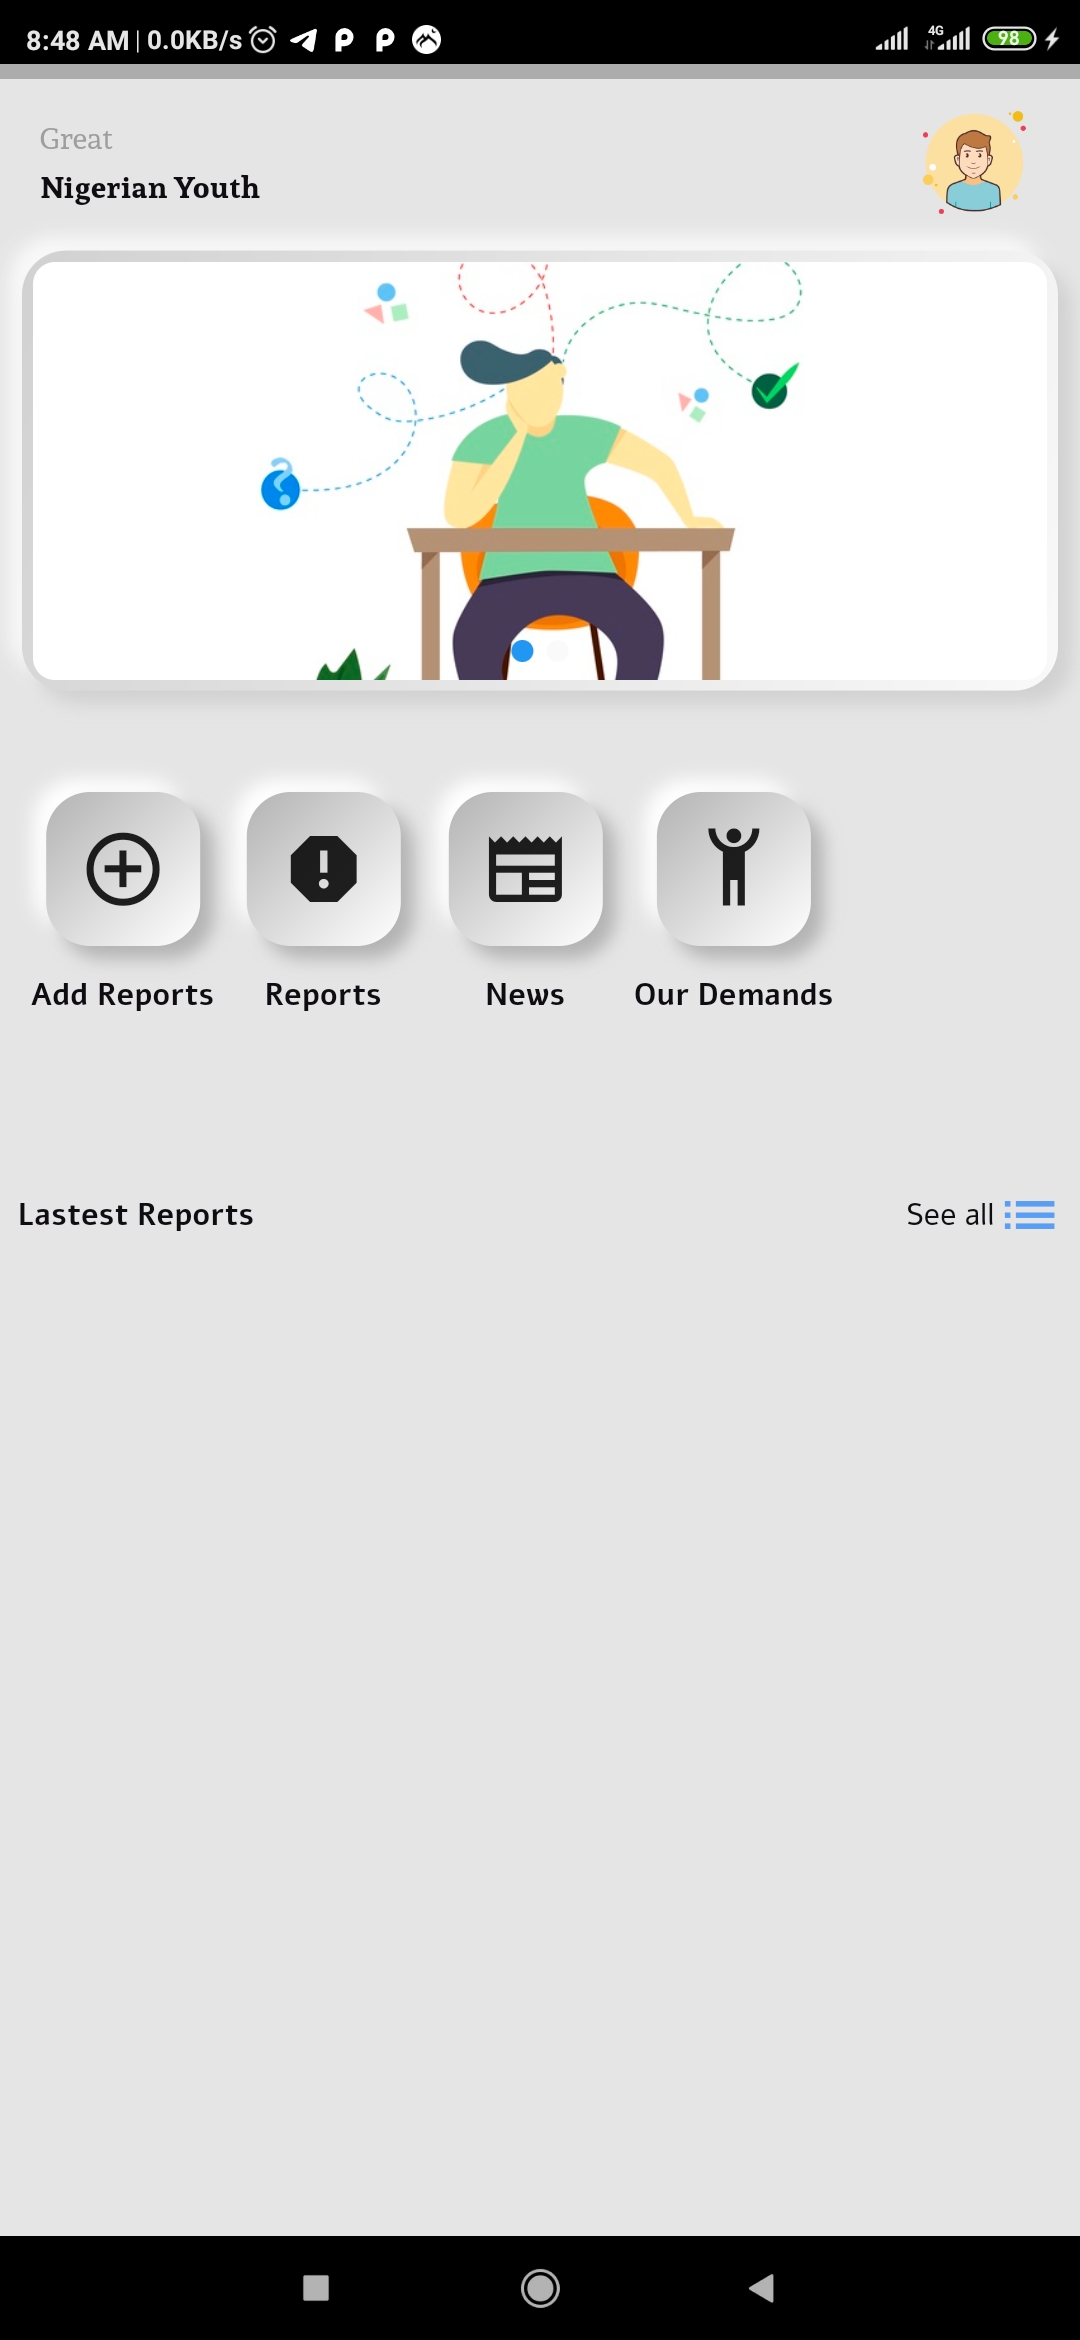 8:48 AM | 0.0KB/s 4G 98
Great
Nigerian Youth
?
Add Reports Reports News Our Demands
Lastest Reports See all